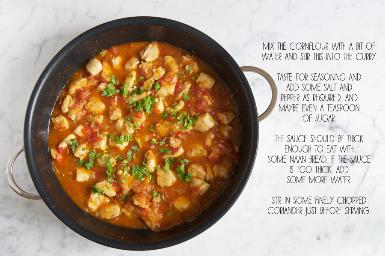 MIX THE CORNFLOUR WITH A BIT OF
WATER AND STIR THIS INTO THE CURRY.
TASTE FOR SEASONING AND
ADD SOME SALT AND
PEPPER AS REQUIRED AND
MAYBE EVEN A TEASPOON
OF SUGAR.
THE SAUCE SHOULD BE THICK
ENOUGH TO EAT WITH
SOME NAAN BREAD. IF THE SAUCE
IS TOO THICK, ADD
SOME MORE WATER.
STIR IN SOME FINELY CHOPPED
CORIANDER JUST BEFORE SERVING.